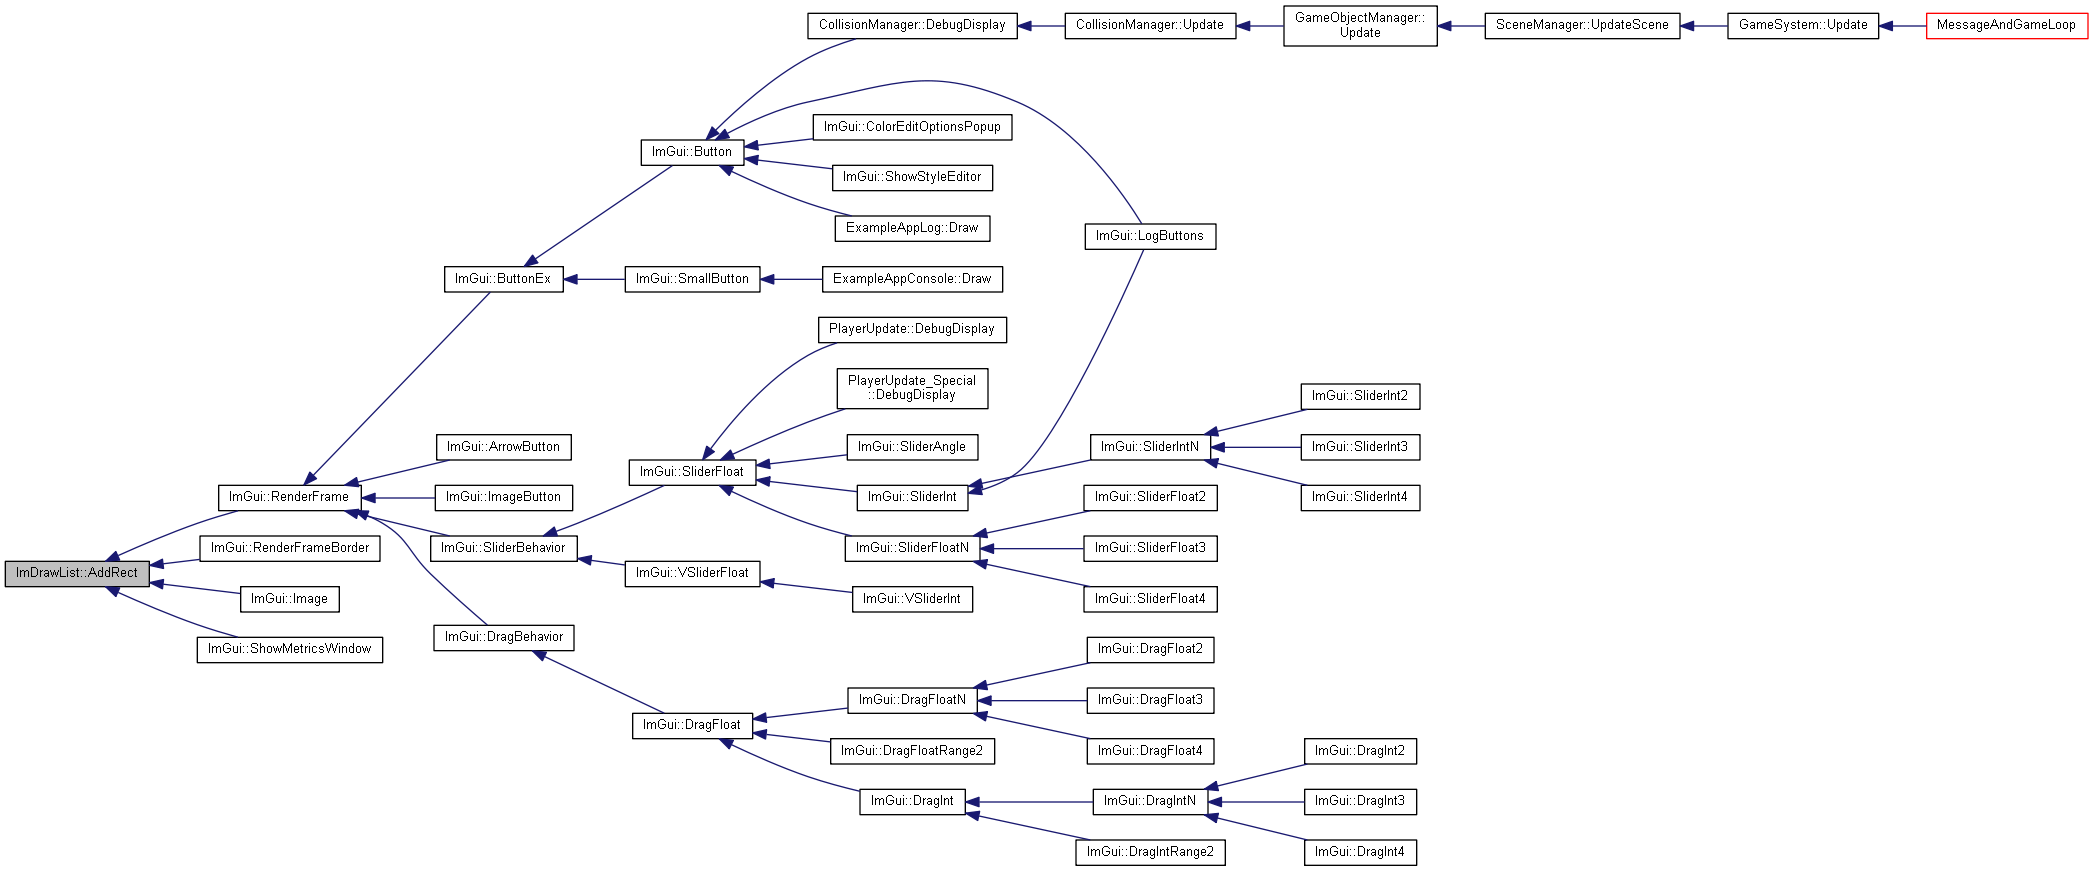 CollisionManager::DebugDisplay
CollisionManager::Update
GameObjectManager::
Update
SceneManager::UpdateScene
GameSystem::Update
MessageAndGameLoop
ImGui::ColorEditOptionsPopup
ImGui::Button
ImGui::ShowStyleEditor
ExampleAppLog::Draw
ImGui::LogButtons
ImGui::ButtonEx
ImGui::SmallButton
ExampleAppConsole::Draw
PlayerUpdate::DebugDisplay
PlayerUpdate_Special
::DebugDisplay
ImGui::SliderInt2
ImGui::ArrowButton
ImGui::SliderAngle
ImGui::SliderIntN
ImGui::SliderInt3
ImGui::SliderFloat
ImGui::RenderFrame
ImGui::ImageButton
ImGui::SliderInt
ImGui::SliderFloat2
ImGui::SliderInt4
ImGui::RenderFrameBorder
ImGui::SliderBehavior
ImGui::SliderFloatN
ImGui::SliderFloat3
ImDrawList::AddRect
ImGui::VSliderFloat
ImGui::Image
ImGui::VSliderInt
ImGui::SliderFloat4
ImGui::ShowMetricsWindow
ImGui::DragBehavior
ImGui::DragFloat2
ImGui::DragFloatN
ImGui::DragFloat3
ImGui::DragFloat
ImGui::DragFloatRange2
ImGui::DragFloat4
ImGui::DragInt2
ImGui::DragInt
ImGui::DragIntN
ImGui::DragInt3
ImGui::DragIntRange2
ImGui::DragInt4